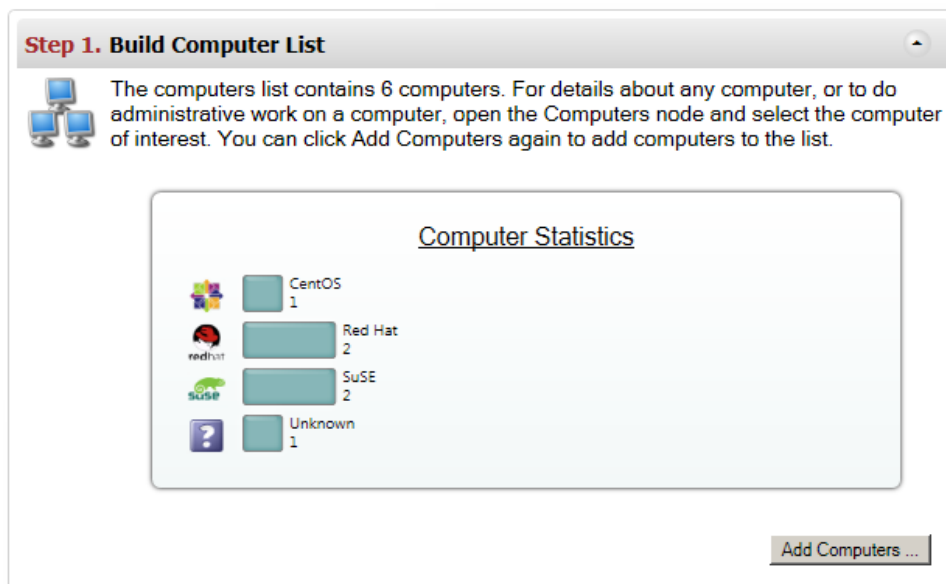 Step 1. Build Computer List
The computers list contains 6 computers. For details about any computer, or to do
administrative work on a computer, open the Computers node and select the computer
of interest. You can click Add Computers again to add computers to the list.
Computer Statistics
CentOS
1
redhat
Red Hat
2
suse
SuSE
2
?
Unknown
1
Add Computers ...